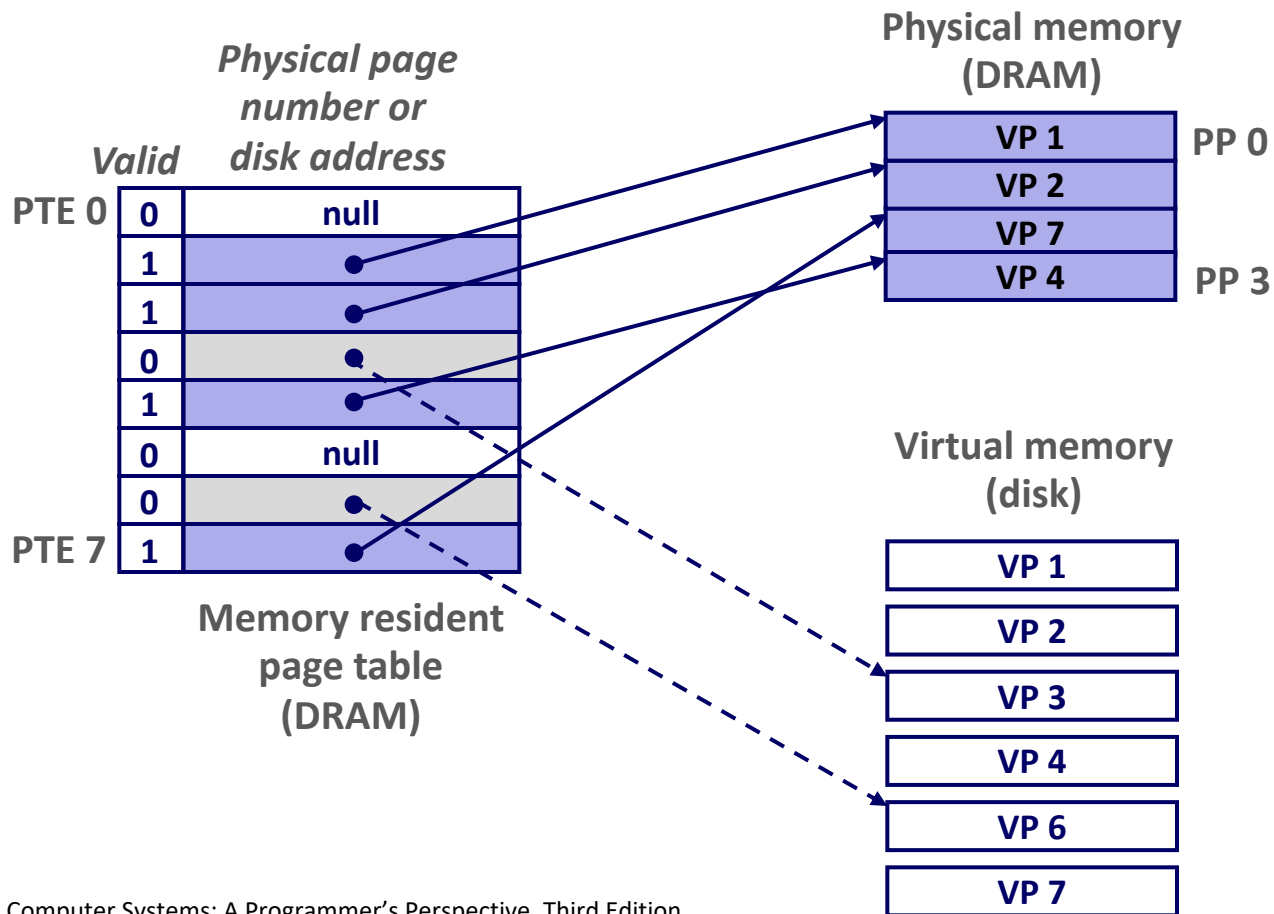 Physical page
number or
disk address
Valid
PTE 0
0
null
1
1
0
1
0
null
0
PTE 7
1
Memory resident
page table
(DRAM)
Physical memory
(DRAM)
VP 1
PP 0
VP 2
VP 7
VP 4
PP 3
Virtual memory
(disk)
VP 1
VP 2
VP 3
VP 4
VP 6
VP 7
Computer Systems: A Programmer's Perspective, Third Edition